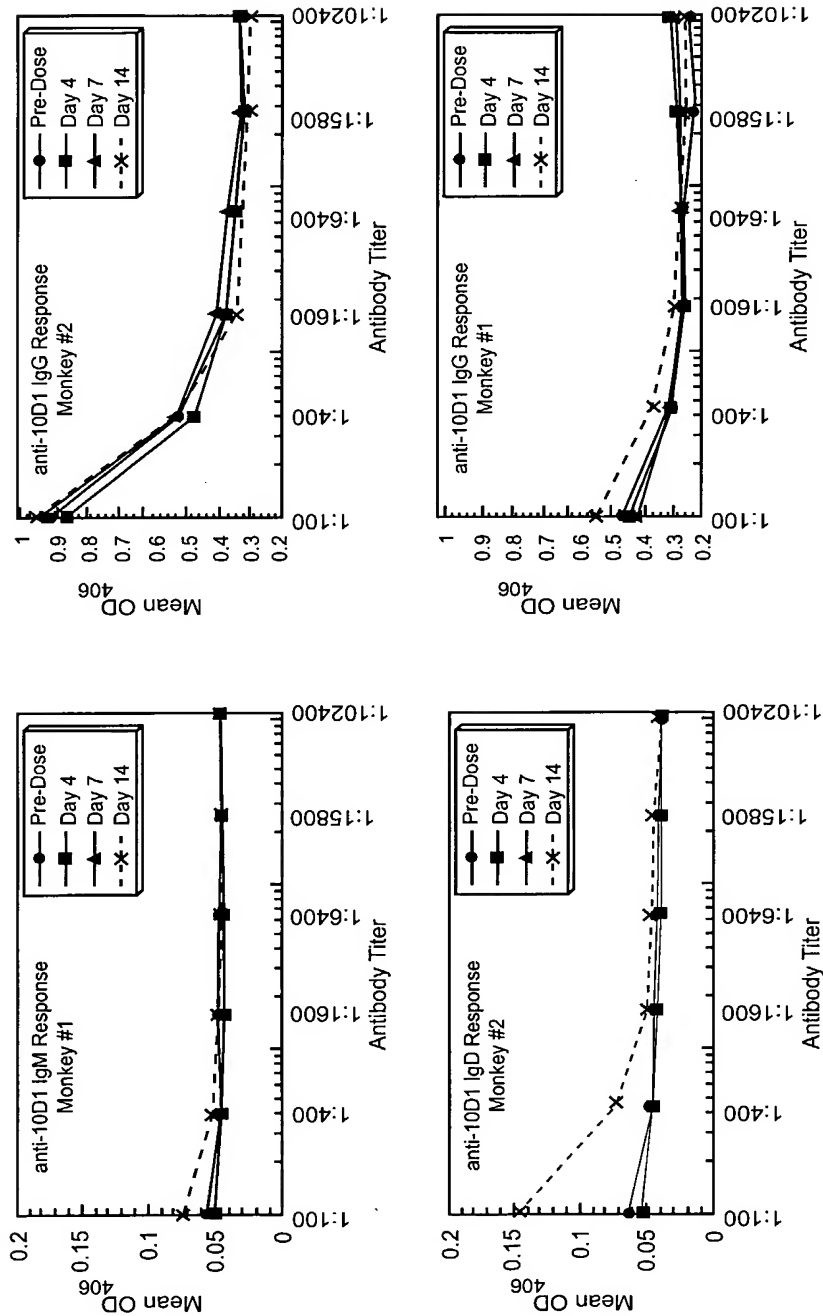 anti-10D1 IgM Response
Monkey #1
Pre-Dose
Day 4
Day 7
Day 14
Mean OD 406
0.2
0.15
0.1
0.05
0
1:100
1:400
1:1600
1:6400
1:15800
1:102400
Antibody Titer
anti-10D1 IgG Response
Monkey #2
Pre-Dose
Day 4
Day 7
Day 14
Mean OD 406
1
0.9
0.8
0.7
0.6
0.5
0.4
0.3
0.2
1:100
1:400
1:1600
1:6400
1:15800
1:102400
Antibody Titer
anti-10D1 IgD Response
Monkey #2
Pre-Dose
Day 4
Day 7
Day 14
Mean OD 406
0.2
0.15
0.1
0.05
0
1:100
1:400
1:1600
1:6400
1:15800
1:102400
Antibody Titer
anti-10D1 IgG Response
Monkey #1
Pre-Dose
Day 4
Day 7
Day 14
Mean OD 406
1
0.9
0.8
0.7
0.6
0.5
0.4
0.3
0.2
1:100
1:400
1:1600
1:6400
1:15800
1:102400
Antibody Titer